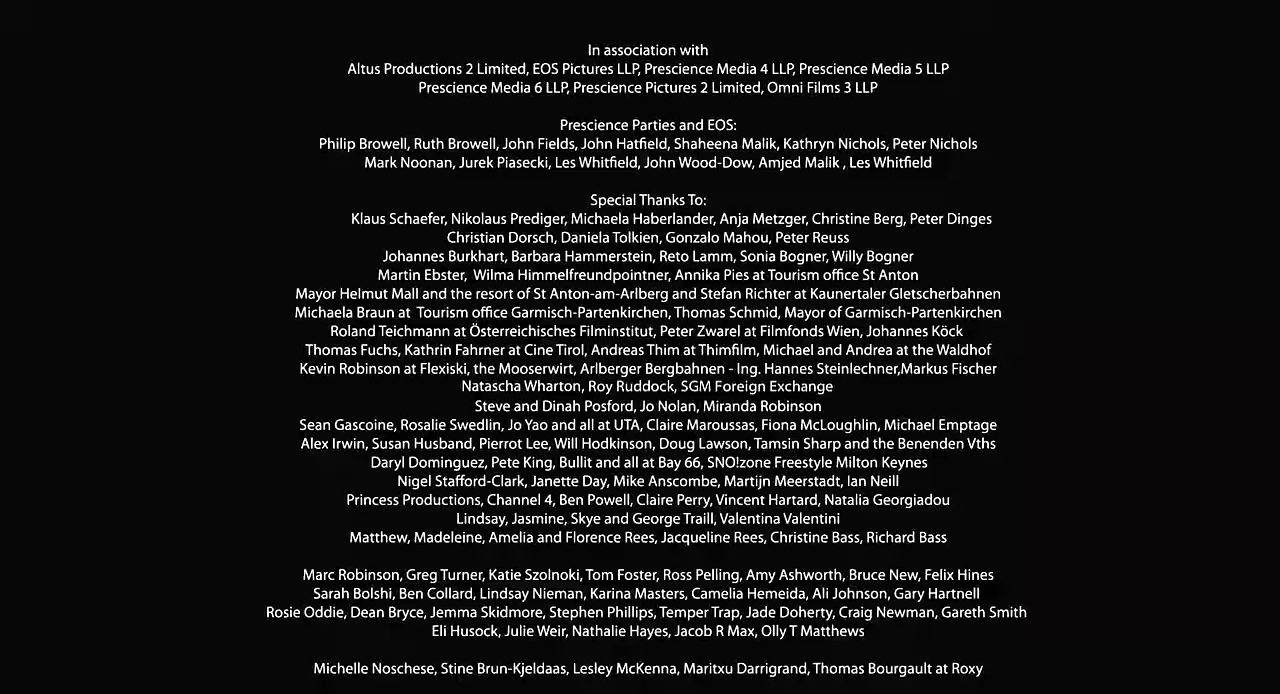 In association with
Altus Productions 2 Limited, EOS Pictures LLP, Prescience Media 4 LLP, Prescience Media 5 LLP
Prescience Media 6 LLP, Prescience Pictures 2 Limited, Omni Films 3 LLP
Prescience Parties and EOS:
Philip Browell, Ruth Browell, John Fields, John Hatfield, Shaheena Malik, Kathryn Nichols, Peter Nichols
Mark Noonan, Jurek Piasecki, Les Whitfield, John Wood-Dow, Amjed Malik , Les Whitfield
Special Thanks To:
Klaus Schaefer, Nikolaus Prediger, Michaela Haberlander, Anja Metzger, Christine Berg, Peter Dinges
Christian Dorsch, Daniela Tolkien, Gonzalo Mahou, Peter Reuss
Johannes Burkhart, Barbara Hammerstein, Reto Lamm, Sonia Bogner, Willy Bogner
Martin Ebster,  Wilma Himmelfreundpointner, Annika Pies at Tourism office St Anton
Mayor Helmut Mall and the resort of St Anton-am-Arlberg and Stefan Richter at Kaunertaler Gletscherbahnen
Michaela Braun at  Tourism office Garmisch-Partenkirchen, Thomas Schmid, Mayor of Garmisch-Partenkirchen
Roland Teichmann at Österreichisches Filminstitut, Peter Zwarel at Filmfonds Wien, Johannes Köck
Thomas Fuchs, Kathrin Fahrner at Cine Tirol, Andreas Thim at Thimfilm, Michael and Andrea at the Waldhof
Kevin Robinson at Flexiski, the Mooserwirt, Arlberger Bergbahnen - Ing. Hannes Steinlechner,Markus Fischer
Natascha Wharton, Roy Ruddock, SGM Foreign Exchange
Steve and Dinah Posford, Jo Nolan, Miranda Robinson
Sean Gascoine, Rosalie Swedlin, Jo Yao and all at UTA, Claire Maroussas, Fiona McLoughlin, Michael Emptage
Alex Irwin, Susan Husband, Pierrot Lee, Will Hodkinson, Doug Lawson, Tamsin Sharp and the Benenden Vths
Daryl Dominguez, Pete King, Bullit and all at Bay 66, SNO!zone Freestyle Milton Keynes
Nigel Stafford-Clark, Janette Day, Mike Anscombe, Martijn Meerstadt, Ian Neill
Princess Productions, Channel 4, Ben Powell, Claire Perry, Vincent Hartard, Natalia Georgiadou
Lindsay, Jasmine, Skye and George Traill, Valentina Valentini
Matthew, Madeleine, Amelia and Florence Rees, Jacqueline Rees, Christine Bass, Richard Bass
Marc Robinson, Greg Turner, Katie Szolnoki, Tom Foster, Ross Pelling, Amy Ashworth, Bruce New, Felix Hines
Sarah Bolshi, Ben Collard, Lindsay Nieman, Karina Masters, Camelia Hemeida, Ali Johnson, Gary Hartnell
Rosie Oddie, Dean Bryce, Jemma Skidmore, Stephen Phillips, Temper Trap, Jade Doherty, Craig Newman, Gareth Smith
Eli Husock, Julie Weir, Nathalie Hayes, Jacob R Max, Olly T Matthews
Michelle Noschese, Stine Brun-Kjeldaas, Lesley McKenna, Maritxu Darrigrand, Thomas Bourgault at Roxy